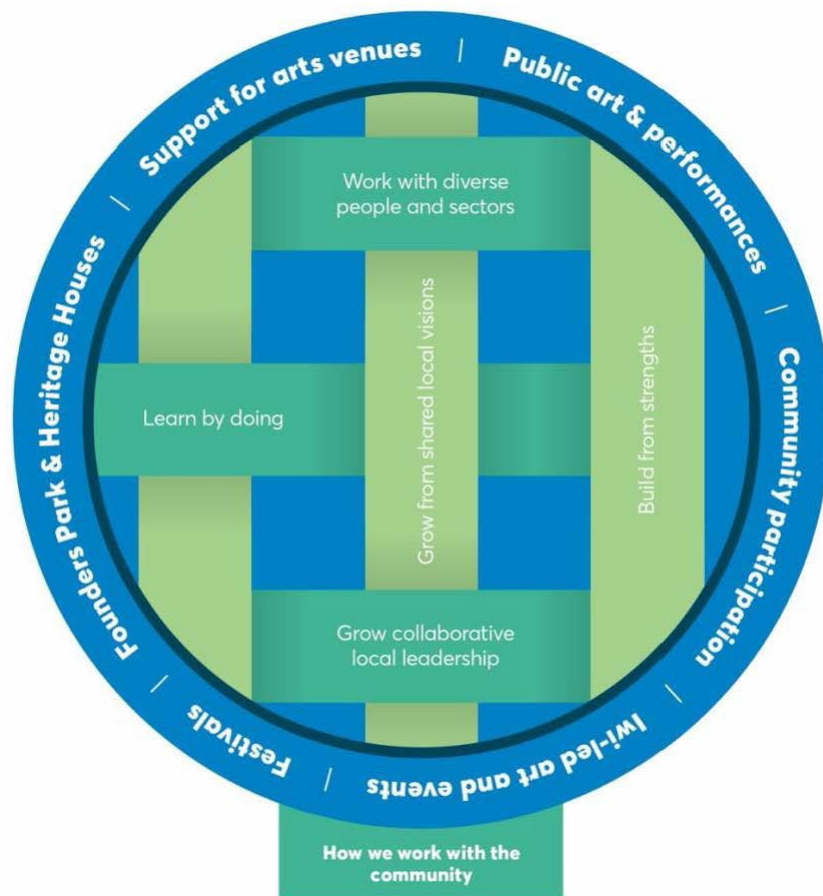 Support for arts venues | Public art & performances | Community participation | Iwi-led art and events | Festivals | Founders Park & Heritage Houses |
Work with diverse
people and sectors
Learn by doing
Grow from shared local visions
Build from strengths
Grow collaborative
local leadership
How we work with the
community